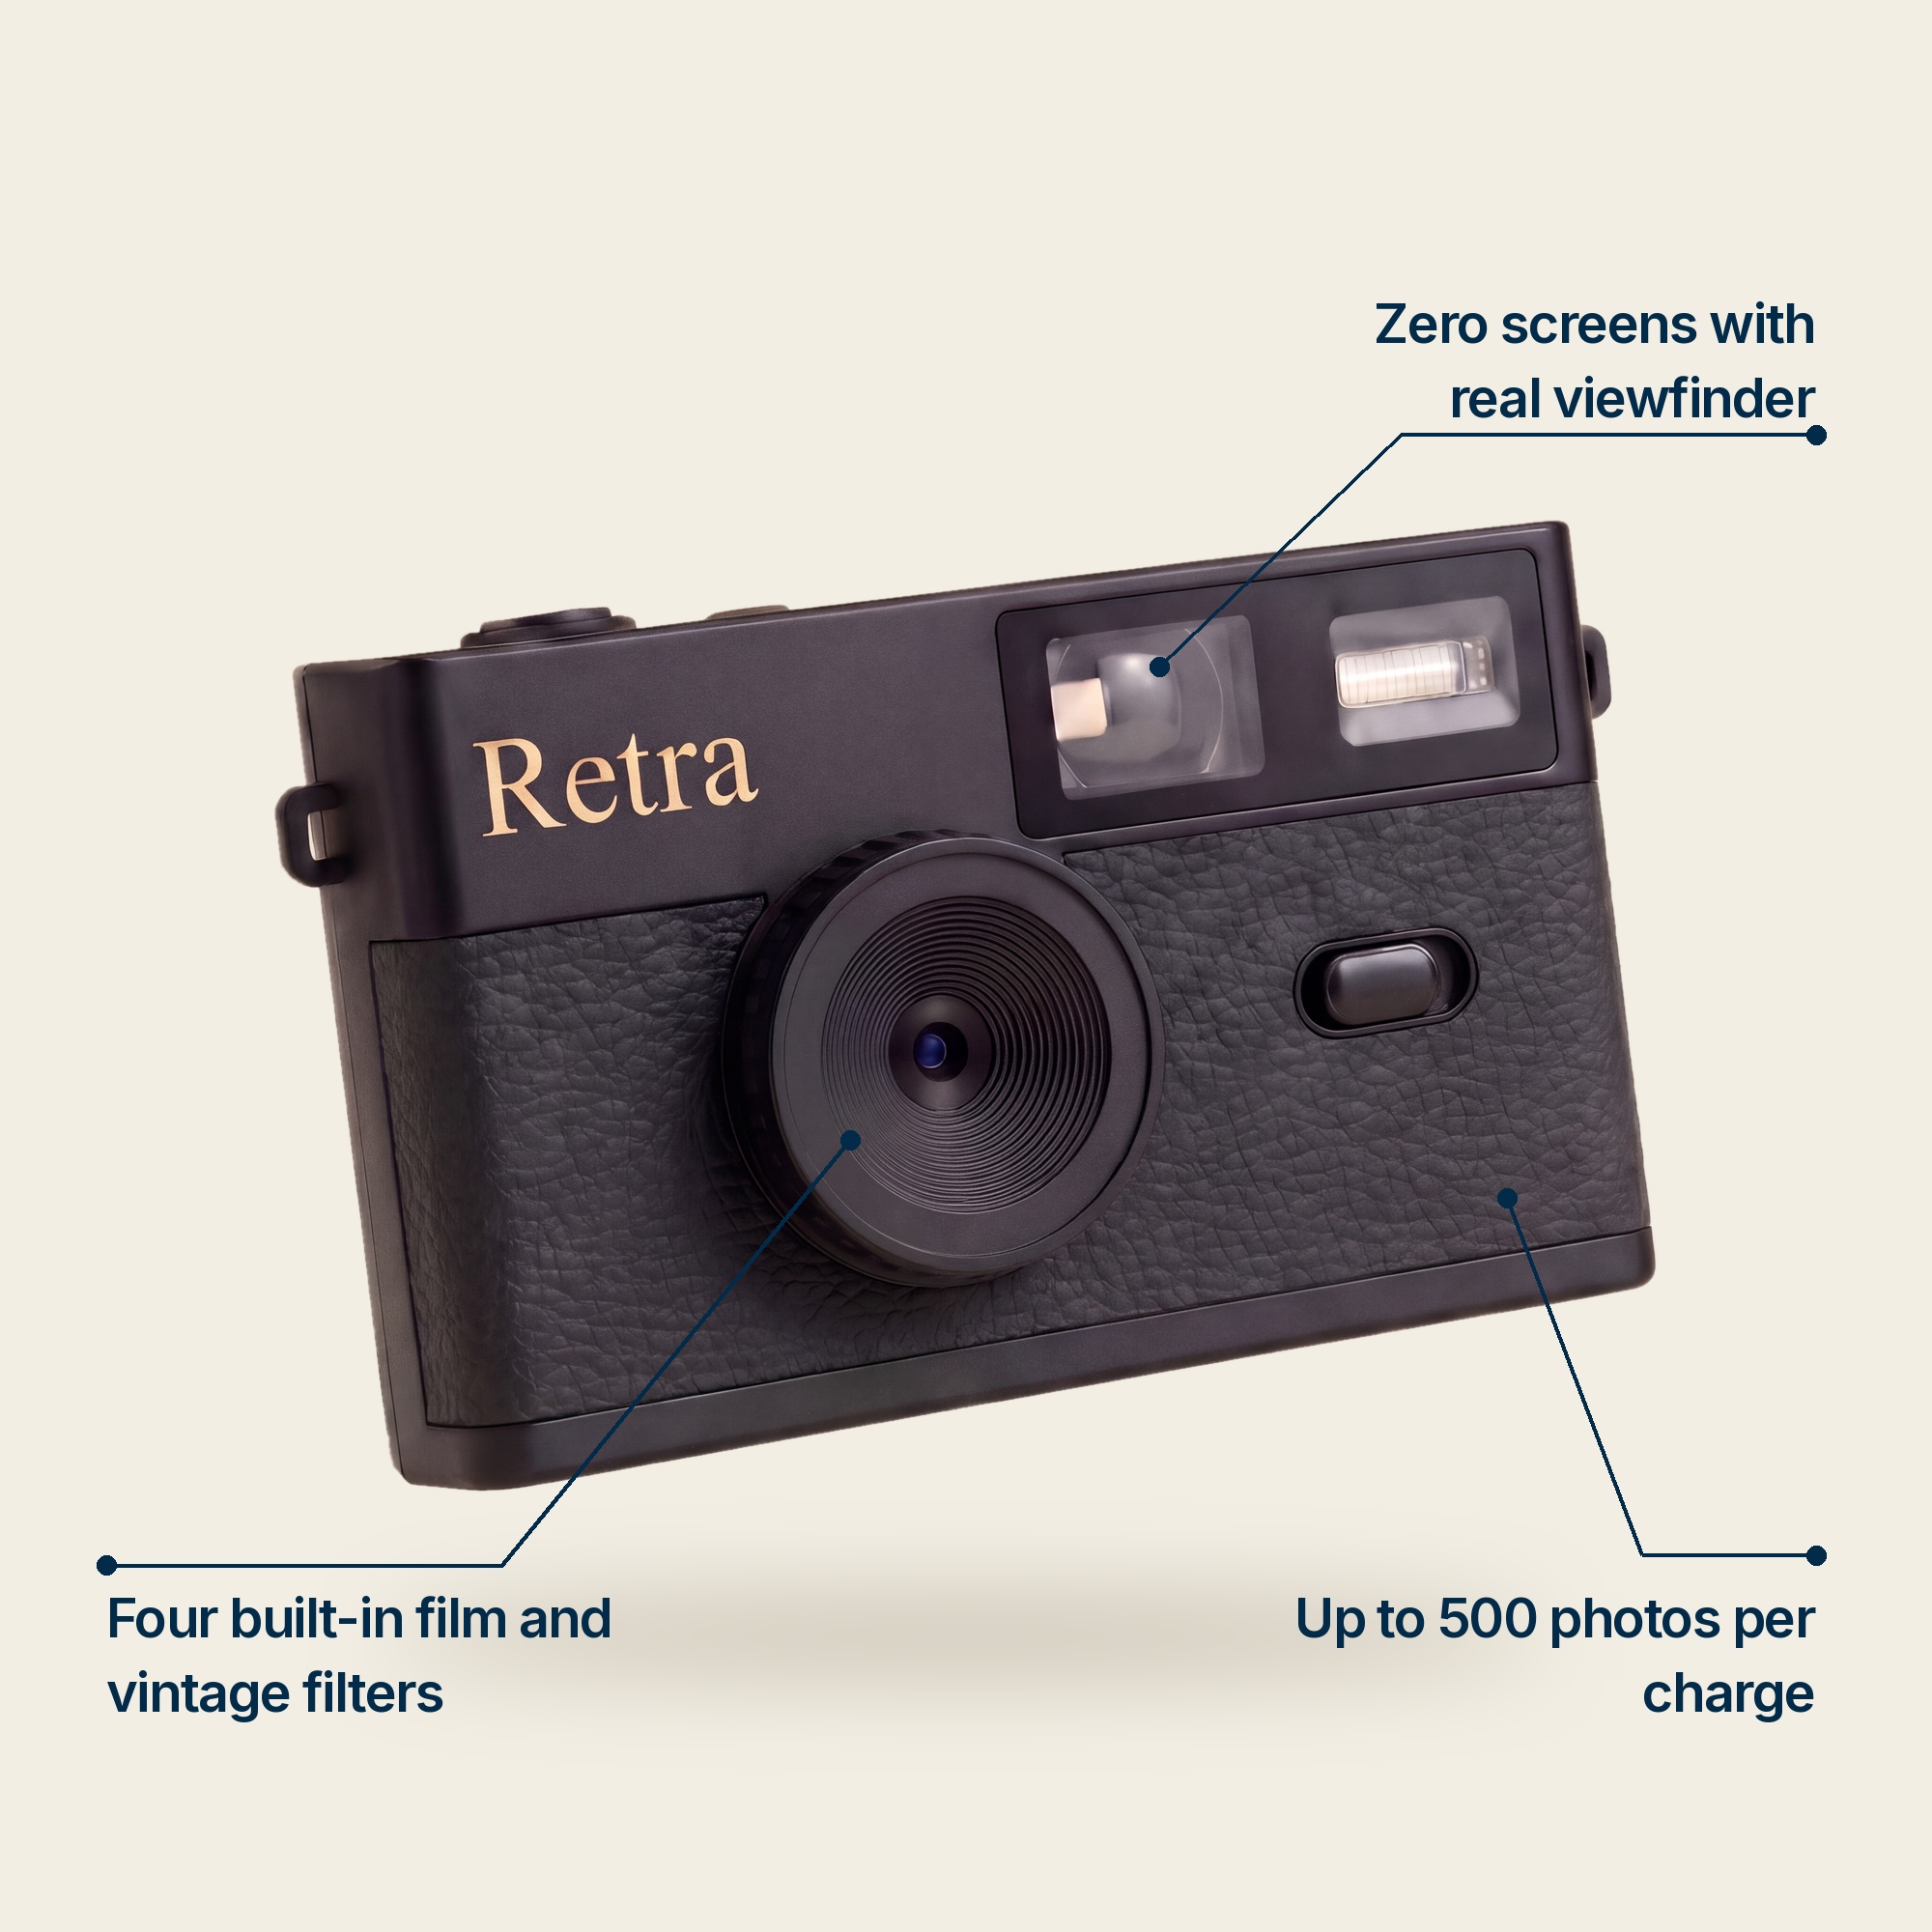 Zero screens with
real viewfinder
Retra
Four built-in film and
vintage filters
Up to 500 photos per
charge